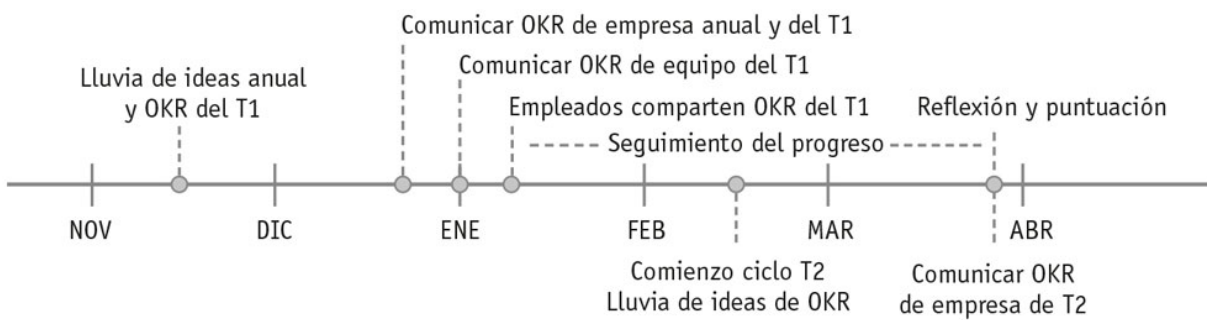 Comunicar OKR de empresa anual y del T1
Lluvia de ideas anual
y OKR del T1
Comunicar OKR de equipo del T1
Empleados comparten OKR del T1
Reflexión y puntuación
Seguimiento del progreso
NOV
DIC
ENE
FEB
MAR
ABR
Comienzo ciclo T2
Lluvia de ideas de OKR
Comunicar OKR
de empresa de T2